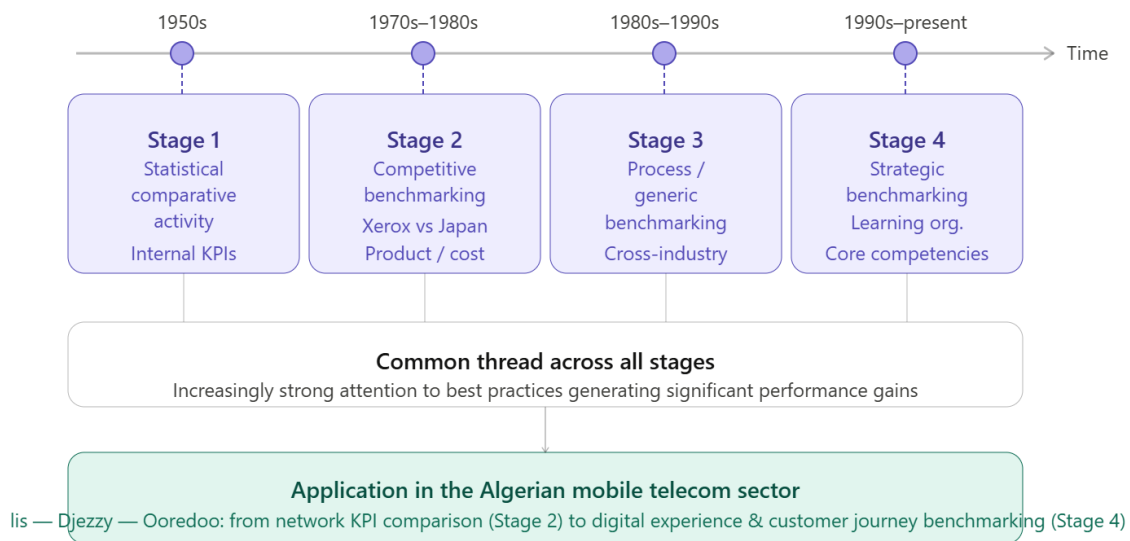 1950s
1970s–1980s
1980s–1990s
1990s–present
Time
Stage 1
Statistical
comparative
activity
Internal KPIs
Stage 2
Competitive
benchmarking
Xerox vs Japan
Product / cost
Stage 3
Process /
generic
benchmarking
Cross-industry
Stage 4
Strategic
benchmarking
Learning org.
Core competencies
Common thread across all stages
Increasingly strong attention to best practices generating significant performance gains
Application in the Algerian mobile telecom sector
lis — Djezzy — Ooredoo: from network KPI comparison (Stage 2) to digital experience & customer journey benchmarking (Stage 4)